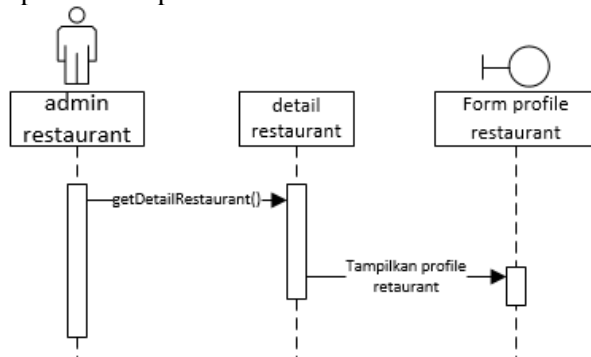 admin
restaurant
detail
restaurant
Form profile
restaurant
getDetailRestaurant()
Tampilkan profile
retaurant